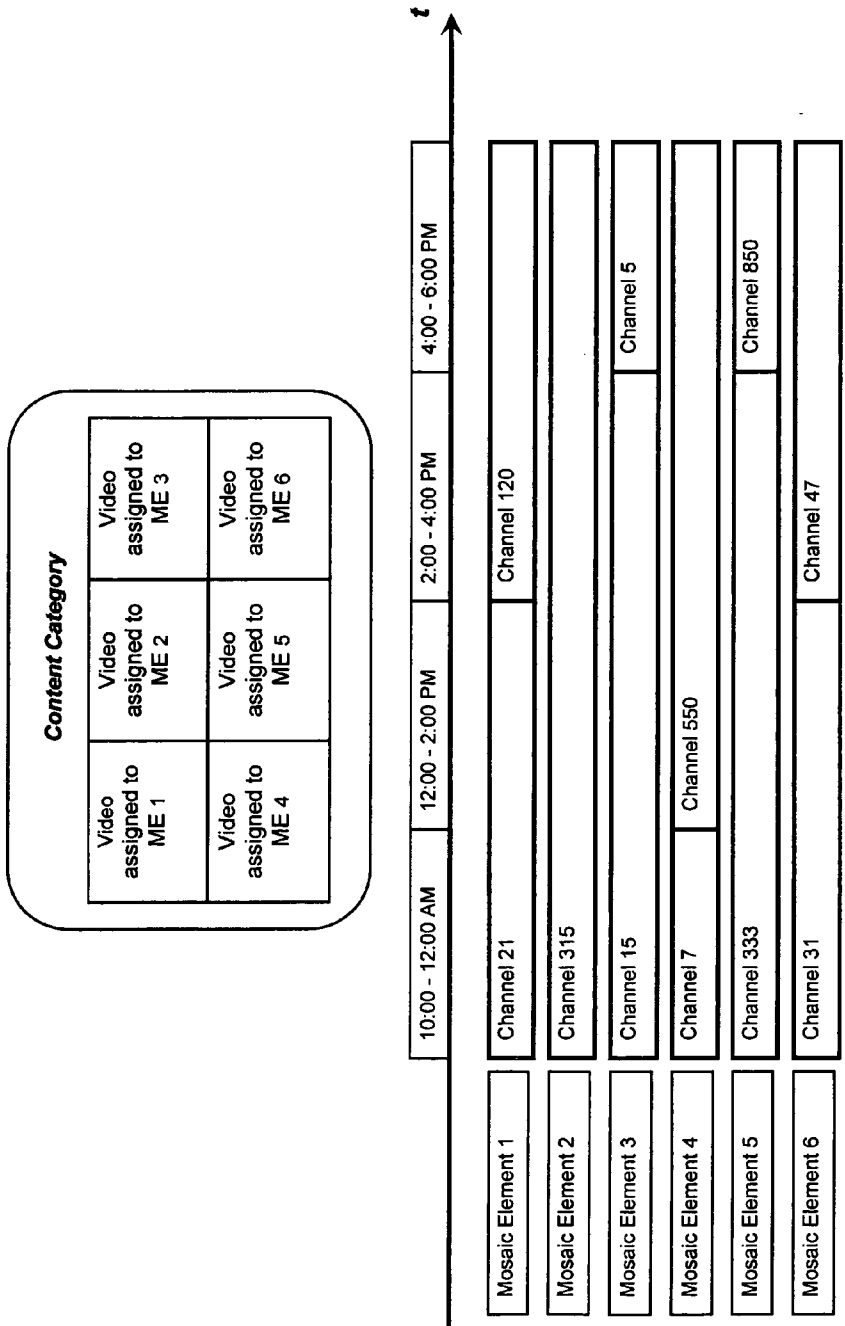 Content Category
Video
assigned to
ME 1
Video
assigned to
ME 2
Video
assigned to
ME 3
Video
assigned to
ME 4
Video
assigned to
ME 5
Video
assigned to
ME 6
10:00 - 12:00 AM
12:00 - 2:00 PM
2:00 - 4:00 PM
4:00 - 6:00 PM
t
Mosaic Element 1
Channel 21
Channel 120
Mosaic Element 2
Channel 315
Mosaic Element 3
Channel 15
Channel 5
Mosaic Element 4
Channel 7
Channel 550
Mosaic Element 5
Channel 333
Channel 850
Mosaic Element 6
Channel 31
Channel 47